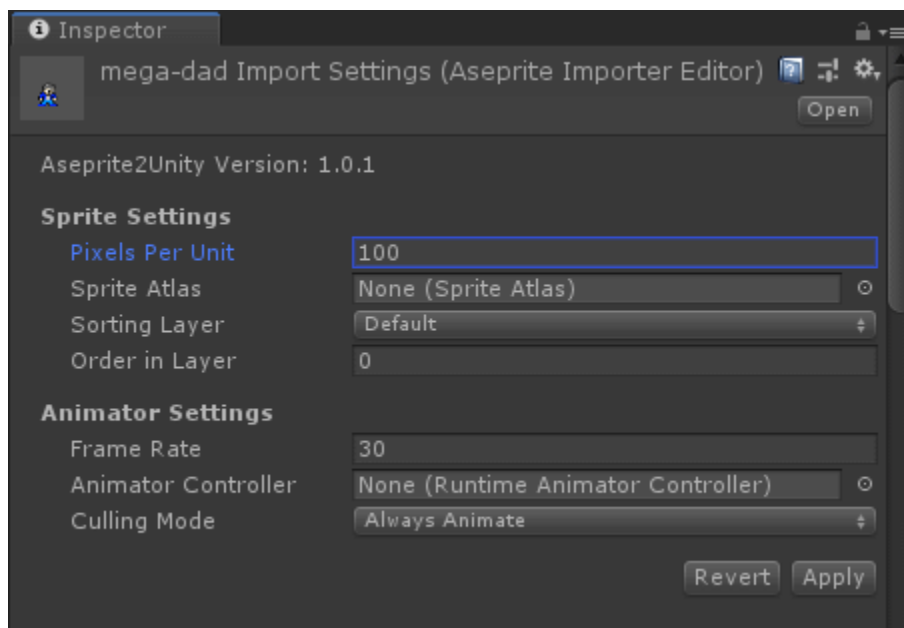 Inspector
mega-dad Import Settings (Aseprite Importer Editor)
Open
Aseprite2Unity Version: 1.0.1
Sprite Settings
Pixels Per Unit 100
Sprite Atlas None (Sprite Atlas)
Sorting Layer Default
Order in Layer 0
Animator Settings
Frame Rate 30
Animator Controller None (Runtime Animator Controller)
Culling Mode Always Animate
Revert Apply